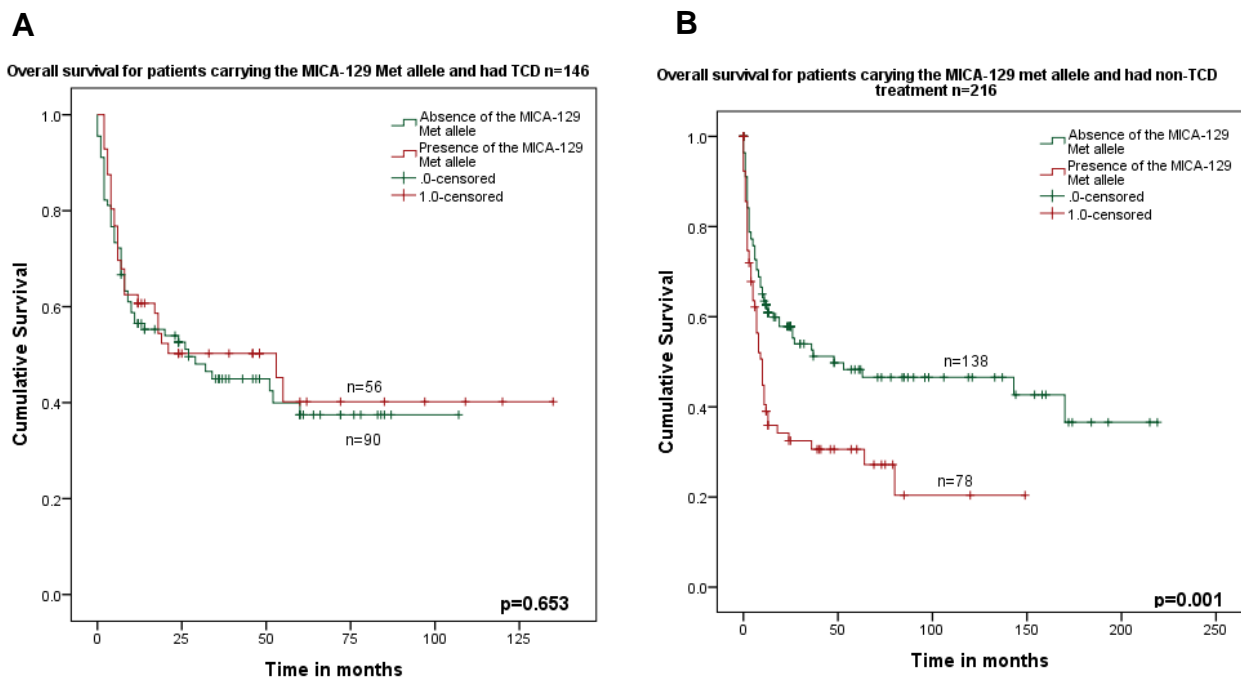 A
Overall survival for patients carrying the MICA-129 Met allele and had TCD n=146
Absence of the MICA-129
Met allele
Presence of the MICA-129
Met allele
.0-censored
1.0-censored
1.0
0.8
0.6
0.4
0.2
0.0
Cumulative Survival
n=56
n=90
p=0.653
0
25
50
75
100
125
Time in months
B
Overall survival for patients carying the MICA-129 met allele and had non-TCD
treatment n=216
Absence of the MICA-129
Met allele
Presence of the MICA-129
Met allele
.0-censored
1.0-censored
1.0
0.8
0.6
0.4
0.2
0.0
Cumulative Survival
n=138
n=78
p=0.001
0
50
100
150
200
250
Time in months